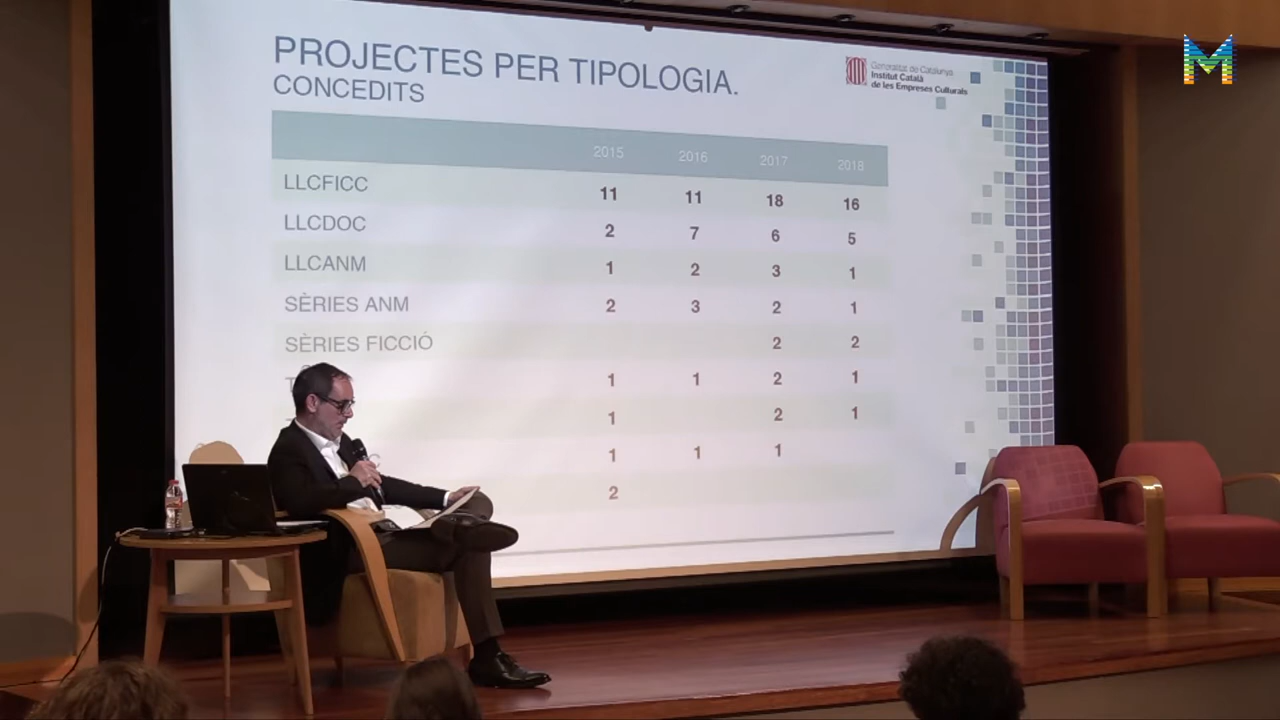 PROJECTES PER TIPOLOGIA.
CONCEDITS
Generalitat de Catalunya
Institut Català
de les Empreses Culturals
M
2015 2016 2017 2018
LLCFICC 11 11 18 16
LLCDOC 2 7 6 5
LLCANM 1 2 3 1
SÈRIES ANM 2 3 2 1
SÈRIES FICCIÓ 2 2
1 1 2 1
1 2 1
1 1 1
2